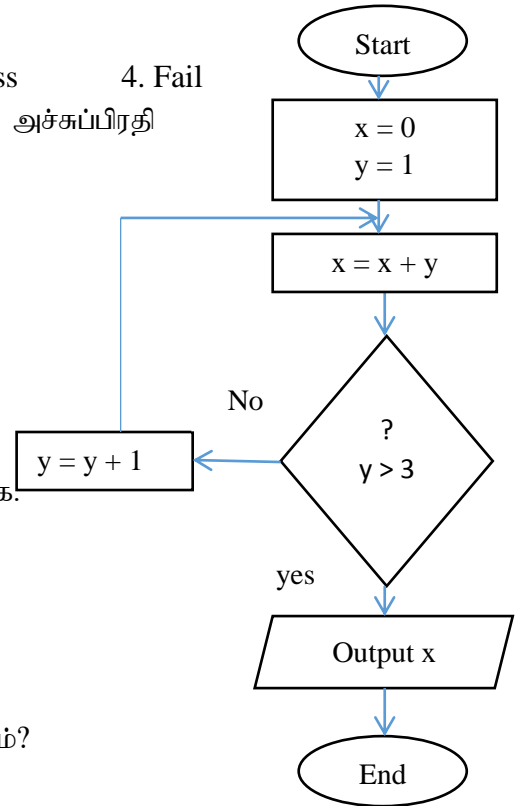 Start
ss 4. Fail
அச்சுப்பிரதி
x = 0
y = 1
x = x + y
No
?
y > 3
y = y + 1
க.
yes
Output x
ம்?
End